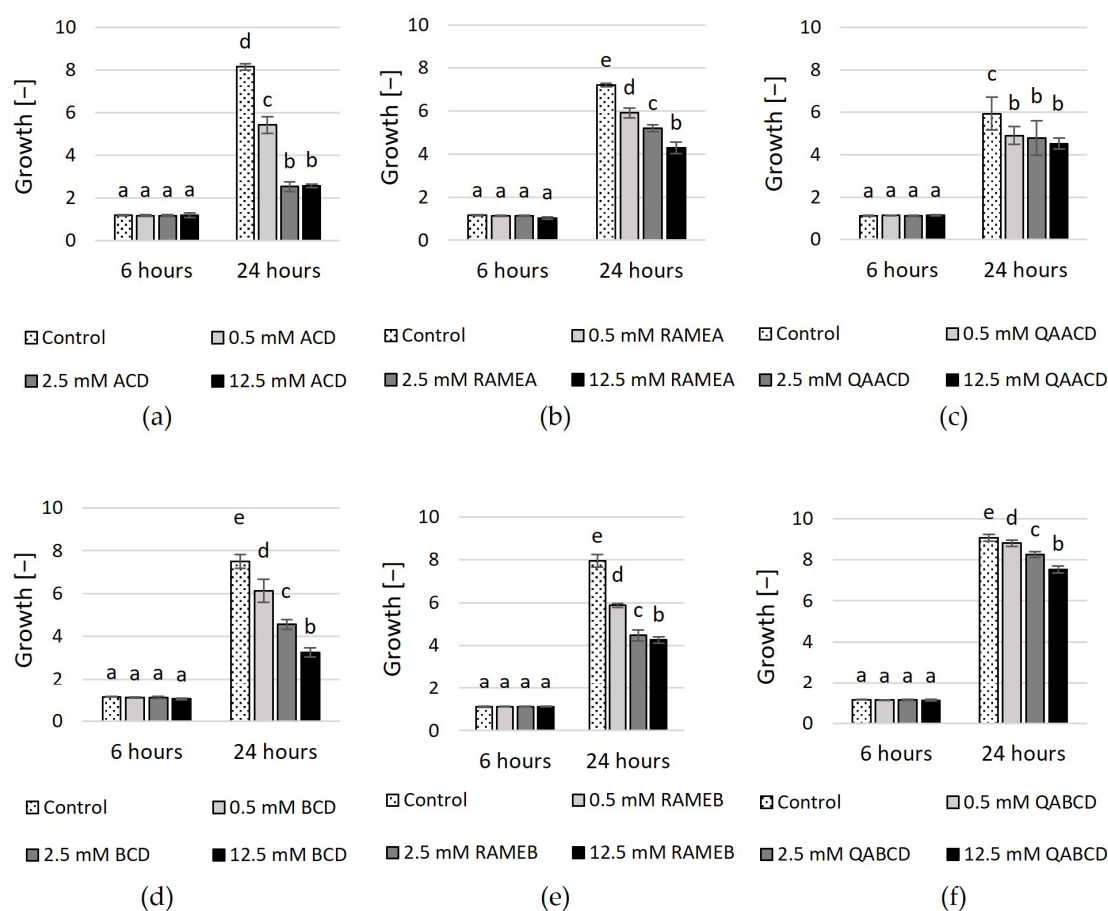 10
8
6
4
2
0
Growth [–]
d
c
b b
a a a a
6 hours 24 hours
Control 0.5 mM ACD
2.5 mM ACD 12.5 mM ACD
(a)
10
8
6
4
2
0
Growth [–]
e
d
c
b
a a a a
6 hours 24 hours
Control 0.5 mM RAMEA
2.5 mM RAMEA 12.5 mM RAMEA
(b)
10
8
6
4
2
0
Growth [–]
c
b b b
a a a a
6 hours 24 hours
Control 0.5 mM QAACD
2.5 mM QAACD 12.5 mM QAACD
(c)
10
8
6
4
2
0
Growth [–]
e
d
c
b
a a a a
6 hours 24 hours
Control 0.5 mM BCD
2.5 mM BCD 12.5 mM BCD
(d)
10
8
6
4
2
0
Growth [–]
e
d
c b
a a a a
6 hours 24 hours
Control 0.5 mM RAMEB
2.5 mM RAMEB 12.5 mM RAMEB
(e)
10
8
6
4
2
0
Growth [–]
e d
c
b
a a a a
6 hours 24 hours
Control 0.5 mM QABCD
2.5 mM QABCD 12.5 mM QABCD
(f)